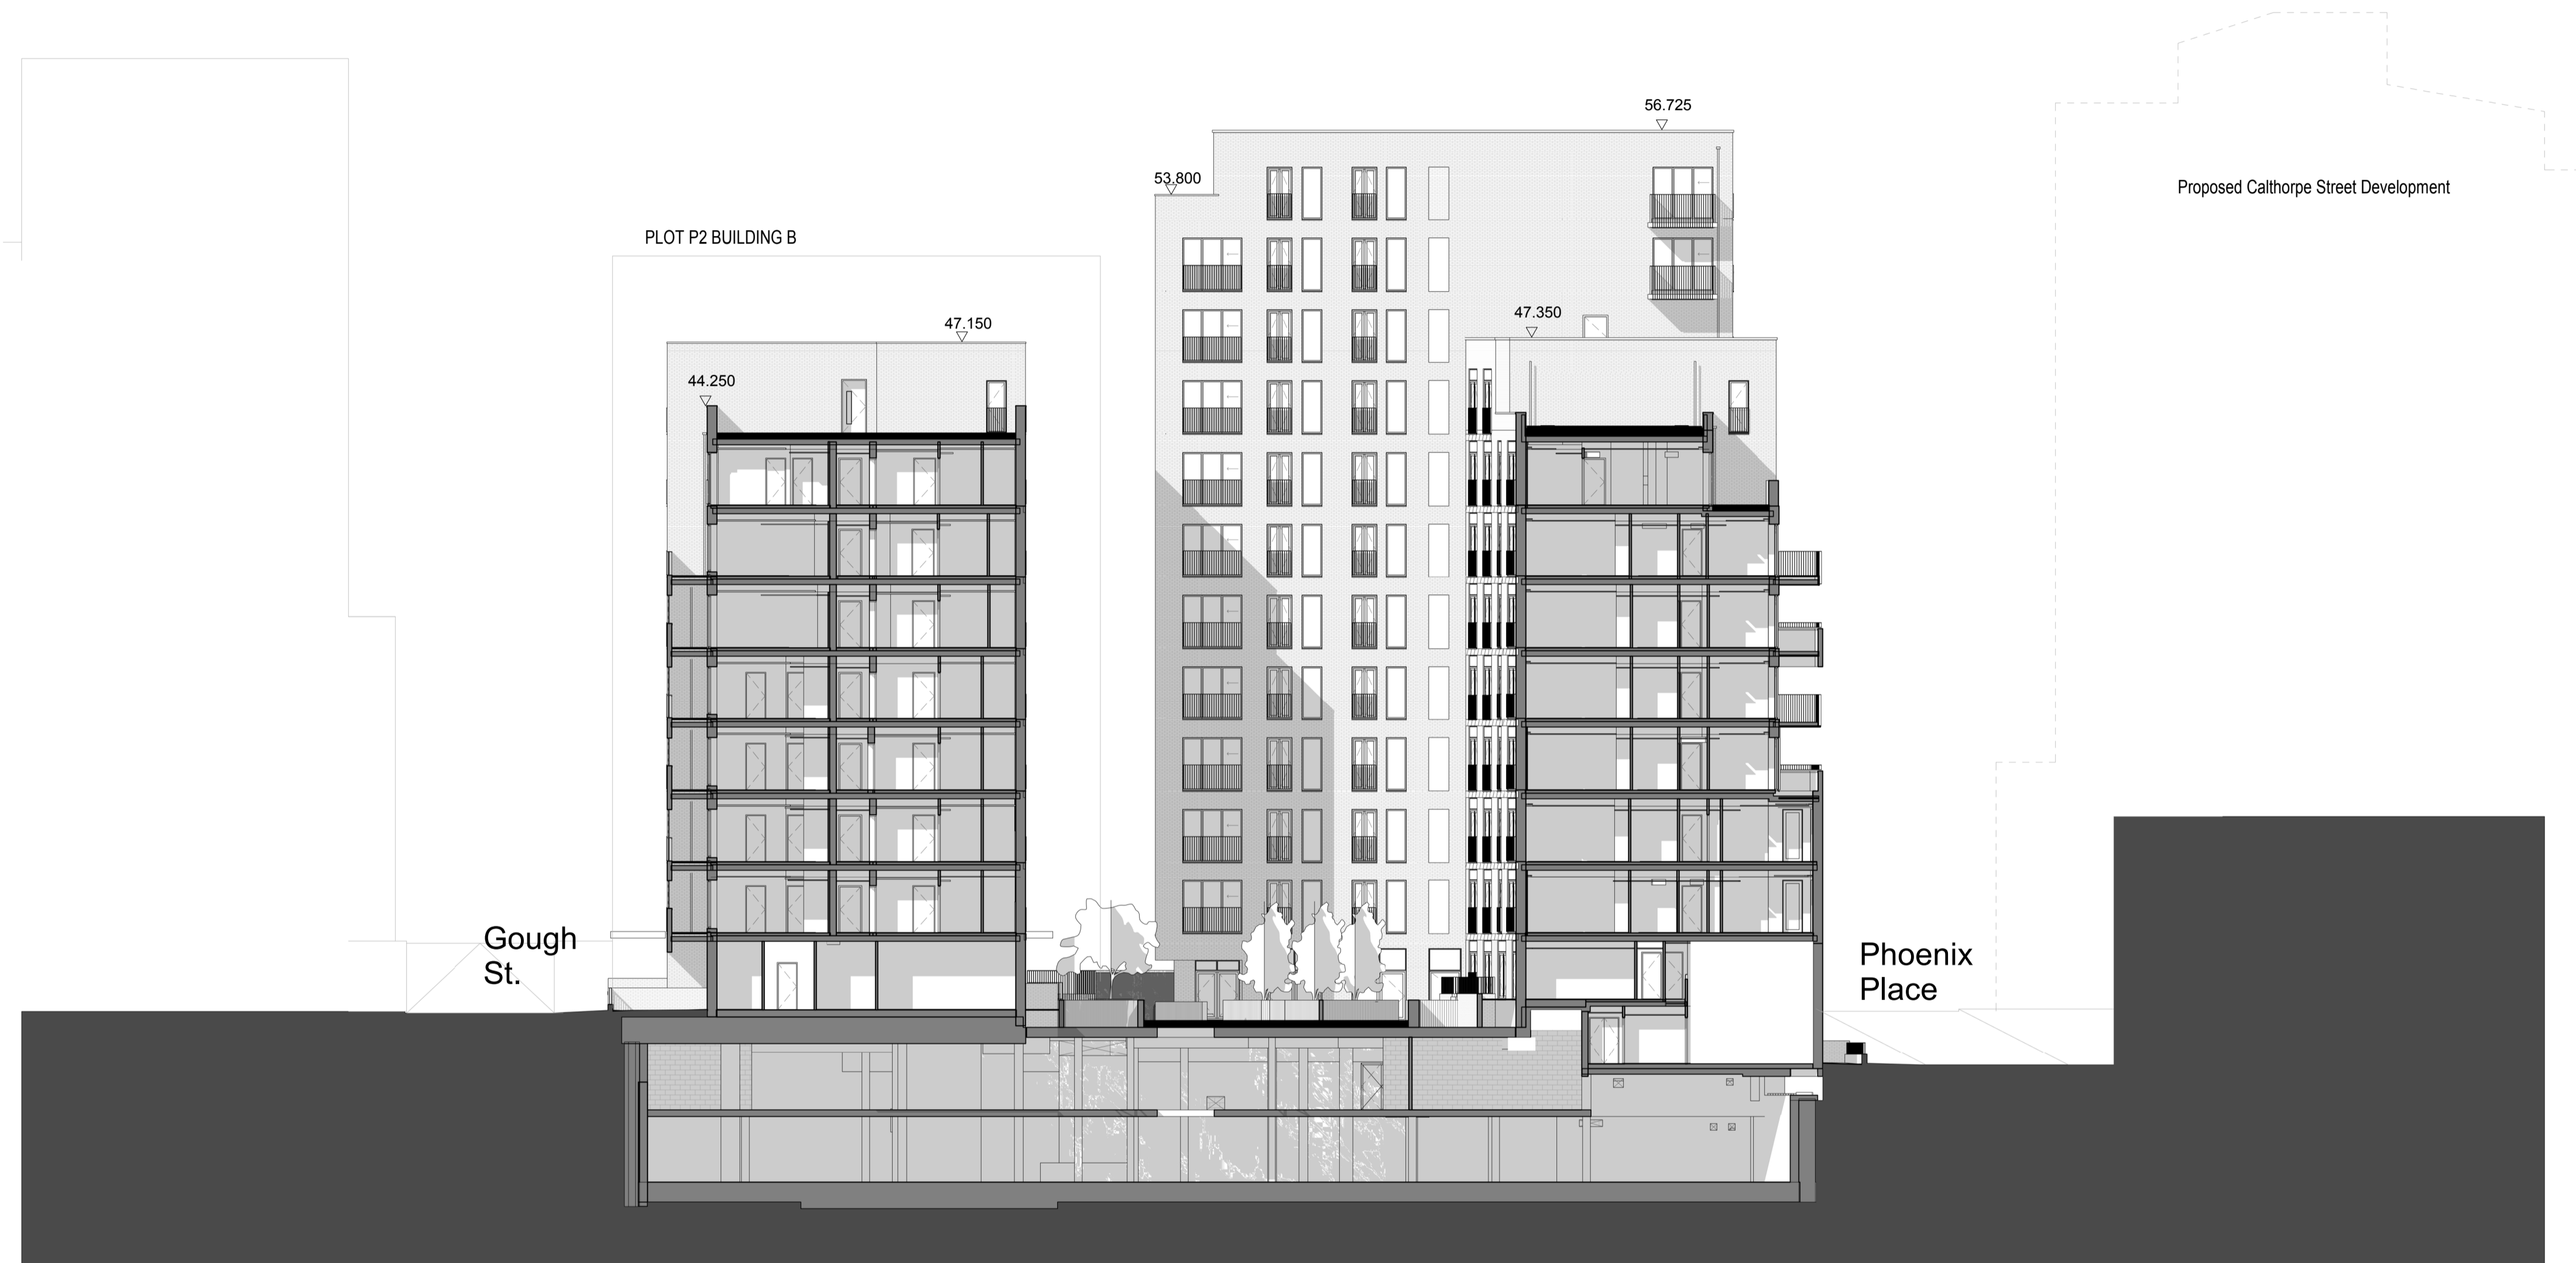 56.725
53.800
Proposed Calthorpe Street Development
PLOT P2 BUILDING B
47.350
47.150
44.250
Gough
St.
Phoenix
Place